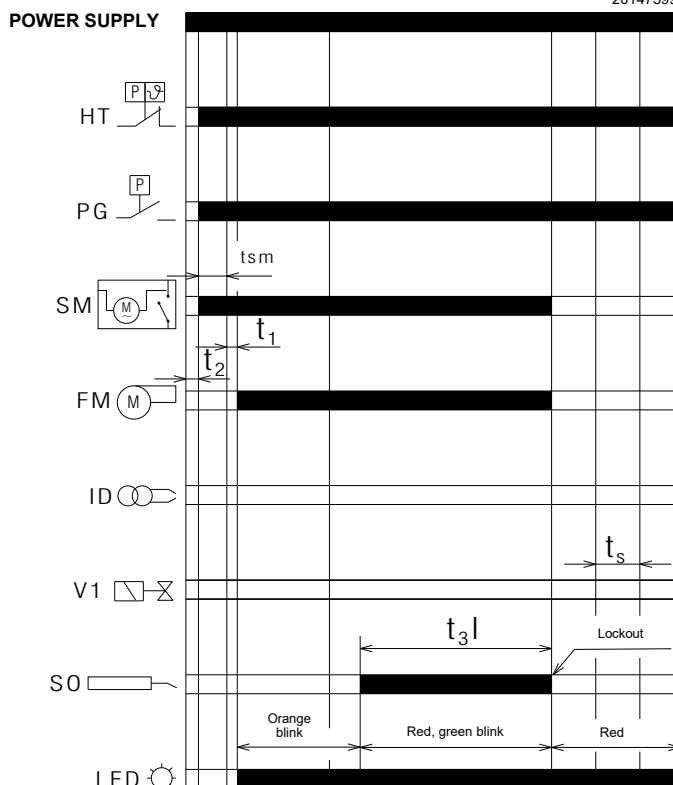 POWER SUPPLY
P ϑ
HT
P
PG
tsm
SM M ~
t1
t2
FM M
ID
ts
V1
t3l
Lockout
SO
Orange
blink
Red, green blink
Red
LED